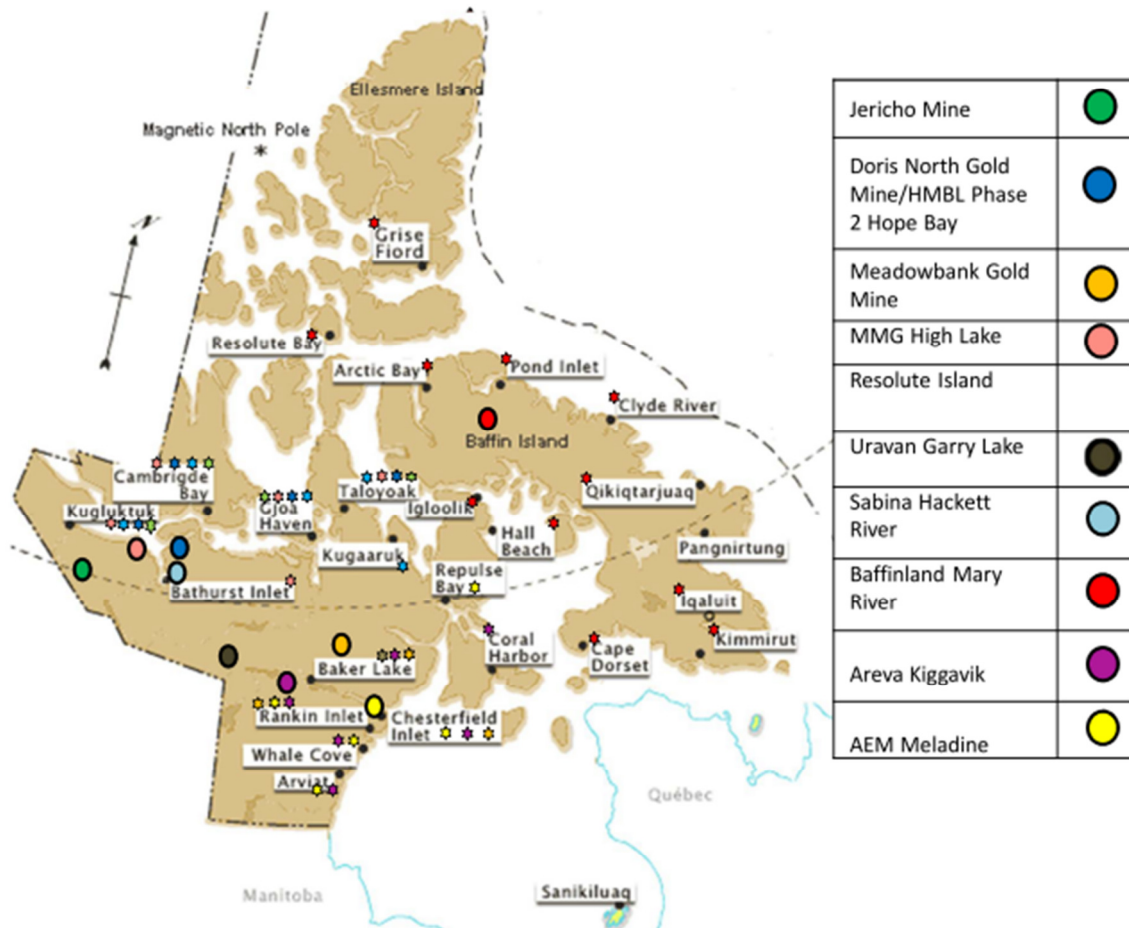 Ellesmere Island
Magnetic North Pole
Grise
Fiord
Resolute Bay
Arctic Bay
Pond Inlet
Clyde River
Baffin Island
Cambrigde
Bay
Kugluktuk
Gjoa
Haven
Taloyoak
Igloolik
Qikiqtarjuaq
Hall
Beach
Kugaaruk
Pangnirtung
Repulse
Bay
Bathurst Inlet
Iqaluit
Coral
Harbor
Kimmirut
Cape
Dorset
Baker Lake
Rankin Inlet
Chesterfield
Inlet
Whale Cove
Arviat
Québec
Manitoba
Sanikiluaq
Jericho Mine
Doris North Gold
Mine/HMBL Phase
2 Hope Bay
Meadowbank Gold
Mine
MMG High Lake
Resolute Island
Uravan Garry Lake
Sabina Hackett
River
Baffinland Mary
River
Areva Kiggavik
AEM Meladine